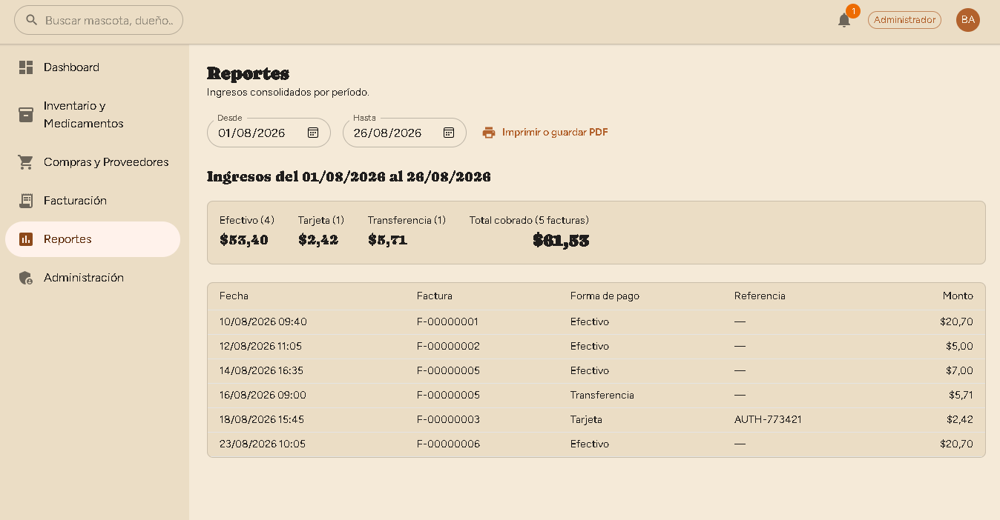 Buscar mascota, dueño..
1
Administrador
BA
Dashboard
Inventario y
Medicamentos
Compras y Proveedores
Facturación
Reportes
Administración
Reportes
Ingresos consolidados por período.
Desde
01/08/2026
Hasta
26/08/2026
Imprimir o guardar PDF
Ingresos del 01/08/2026 al 26/08/2026
Efectivo (4) Tarjeta (1) Transferencia (1) Total cobrado (5 facturas)
$53,40 $2,42 $5,71 $61,53
Fecha Factura Forma de pago Referencia Monto
10/08/2026 09:40 F-00000001 Efectivo — $20,70
12/08/2026 11:05 F-00000002 Efectivo — $5,00
14/08/2026 16:35 F-00000005 Efectivo — $7,00
16/08/2026 09:00 F-00000005 Transferencia — $5,71
18/08/2026 15:45 F-00000003 Tarjeta AUTH-773421 $2,42
23/08/2026 10:05 F-00000006 Efectivo — $20,70